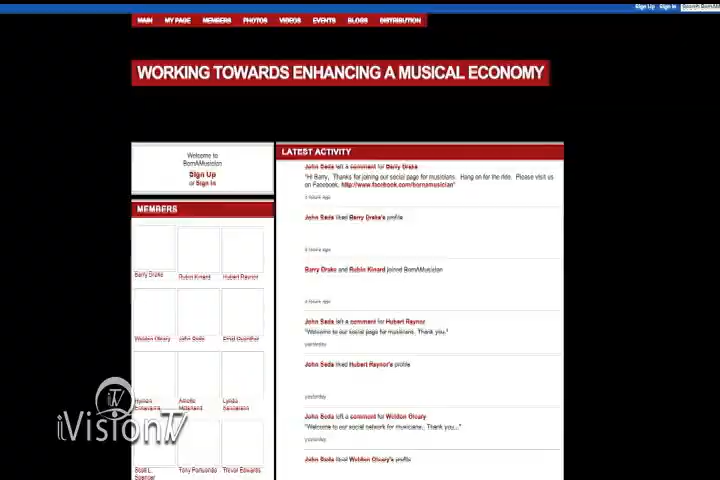 Sign Up Sign In
MAIN MY PAGE MEMBERS PHOTOS VIDEOS EVENTS BLOGS DISTRIBUTION
WORKING TOWARDS ENHANCING A MUSICAL ECONOMY
Welcome to
BornAMusician
Sign Up
or Sign In
MEMBERS
Barry Drake Rubin Kinard Hubert Raynor
Weldon Oleary John Seda
Hyman
Lynda
Scott L.
Spencer Tony Trevor Edwards
LATEST ACTIVITY
John Seda left a comment for Barry Drake
"Hi Barry, Thanks for joining our social page for musicians. Hang on for the ride. Please visit us
on Facebook, http://www.facebook.com/bornamusician"
John Seda liked Barry Drake's profile
Barry Drake and Rubin Kinard joined BornAMusician
John Seda left a comment for Hubert Raynor
"Welcome to our social page for musicians. Thank you."
yesterday
John Seda liked Hubert Raynor's profile
yesterday
John Seda left a comment for Weldon Oleary
"Welcome to our social network for musicians. Thank you..."
yesterday
John Seda liked Weldon Oleary's profile
iTV
iVisionTV